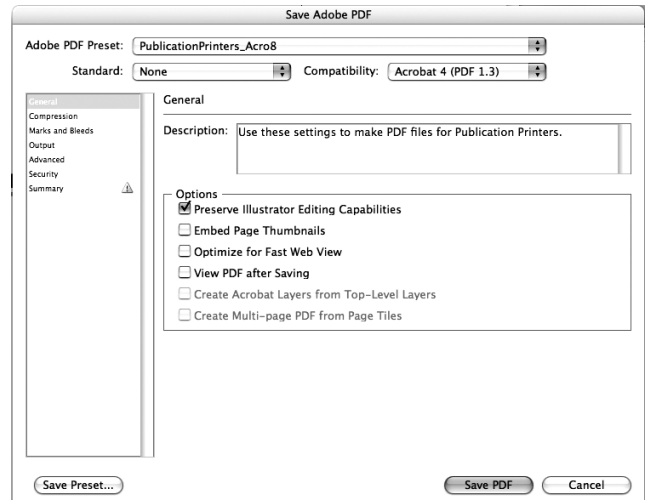 Save Adobe PDF
Adobe PDF Preset: PublicationPrinters_Acro8
Standard: None Compatibility: Acrobat 4 (PDF 1.3)
General
Compression
Marks and Bleeds
Output
Advanced
Security
Summary
General
Description: Use these settings to make PDF files for Publication Printers.
Options
Preserve Illustrator Editing Capabilities
Embed Page Thumbnails
Optimize for Fast Web View
View PDF after Saving
Create Acrobat Layers from Top-Level Layers
Create Multi-page PDF from Page Tiles
Save Preset... Save PDF Cancel